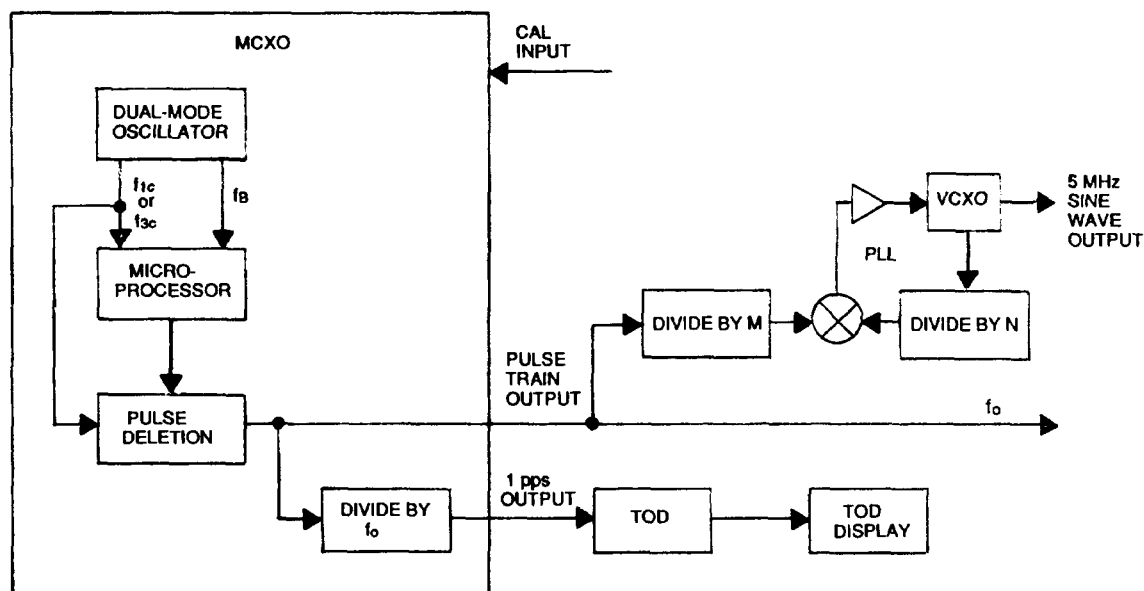 MCXO
CAL
INPUT
DUAL-MODE
OSCILLATOR
f1c
or
f3c
fB
MICRO-
PROCESSOR
PULSE
DELETION
DIVIDE BY
fo
PULSE
TRAIN
OUTPUT
1 pps
OUTPUT
DIVIDE BY M
PLL
VCXO
DIVIDE BY N
5 MHz
SINE
WAVE
OUTPUT
fo
TOD
TOD
DISPLAY